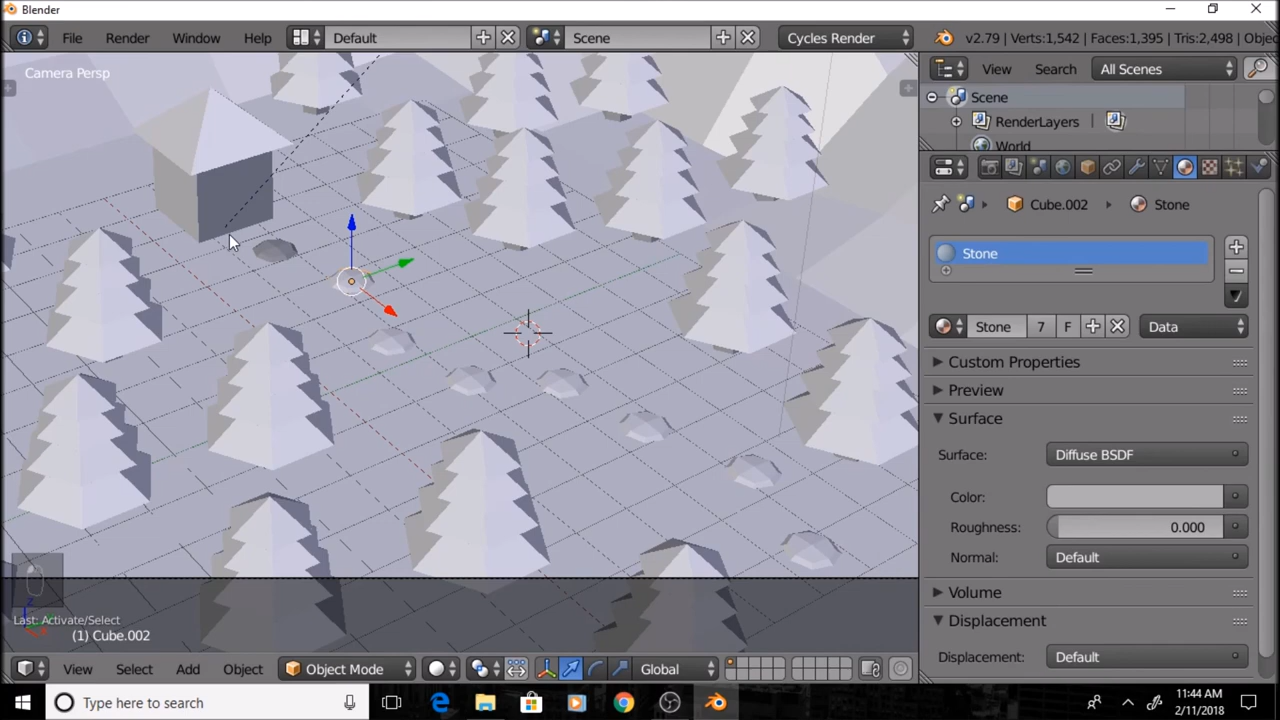 Blender
File Render Window Help Default Scene Cycles Render v2.79 | Verts:1,542 | Faces:1,395 | Tris:2,498 | Objec
Camera Persp
View Search All Scenes
Scene
RenderLayers
World
Cube.002 Stone
Stone
Stone 7 F Data
Custom Properties
Preview
Surface
Surface: Diffuse BSDF
Color:
Roughness: 0.000
Normal: Default
Volume
Displacement
Displacement: Default
Last: Activate/Select
(1) Cube.002
View Select Add Object Object Mode Global
Type here to search
11:44 AM
2/11/2018